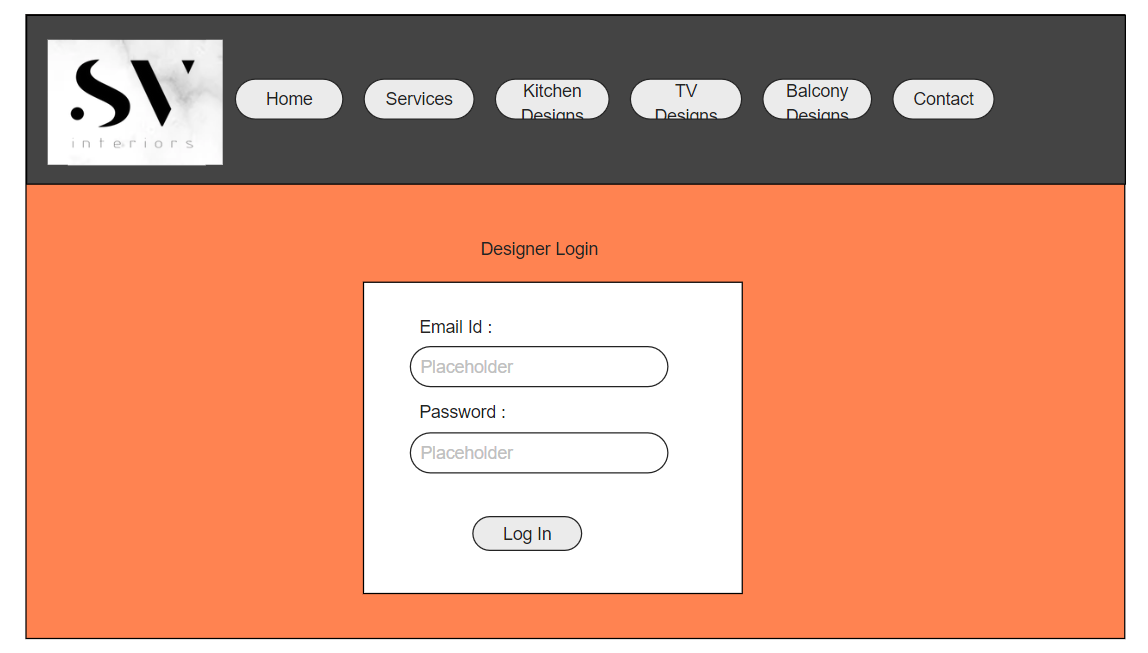 .SV
interiors
Home
Services
Kitchen
Designs
TV
Designs
Balcony
Designs
Contact
Designer Login
Email Id :
Placeholder
Password :
Placeholder
Log In